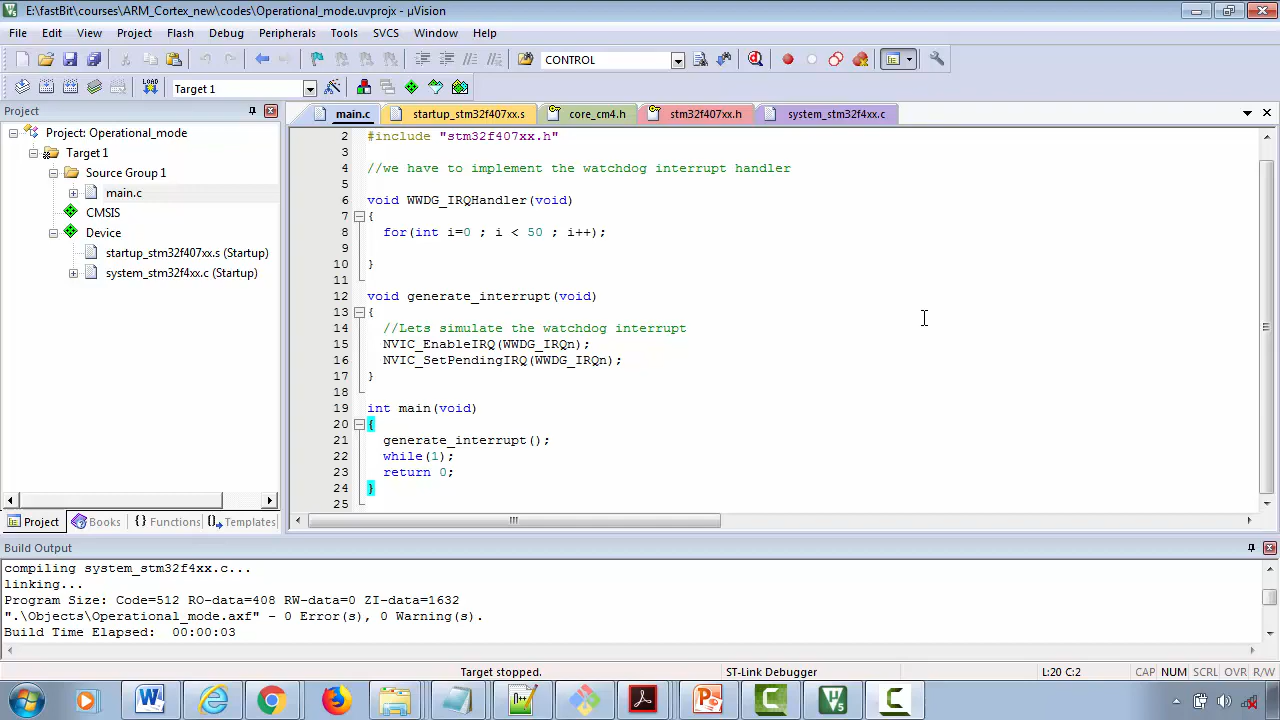 E:\fastBit\courses\ARM_Cortex_new\codes\Operational_mode.uvprojx - µVision
File Edit View Project Flash Debug Peripherals Tools SVCS Window Help
CONTROL
LOAD Target 1
Project
main.c startup_stm32f407xx.s core_cm4.h stm32f407xx.h system_stm32f4xx.c
Project: Operational_mode
Target 1
Source Group 1
main.c
CMSIS
Device
startup_stm32f407xx.s (Startup)
system_stm32f4xx.c (Startup)
2 #include "stm32f407xx.h"
3
4 //we have to implement the watchdog interrupt handler
5
6 void WWDG_IRQHandler(void)
7 {
8 for(int i=0 ; i < 50 ; i++);
9
10 }
11
12 void generate_interrupt(void)
13 {
14 //Lets simulate the watchdog interrupt
15 NVIC_EnableIRQ(WWDG_IRQn);
16 NVIC_SetPendingIRQ(WWDG_IRQn);
17 }
18
19 int main(void)
20 {
21 generate_interrupt();
22 while(1);
23 return 0;
24 }
25
Project Books {} Functions Templates
Build Output
compiling system_stm32f4xx.c...
linking...
Program Size: Code=512 RO-data=408 RW-data=0 ZI-data=1632
".\Objects\Operational_mode.axf" - 0 Error(s), 0 Warning(s).
Build Time Elapsed: 00:00:03
Target stopped. ST-Link Debugger L:20 C:2 CAP NUM SCRL OVR R/W